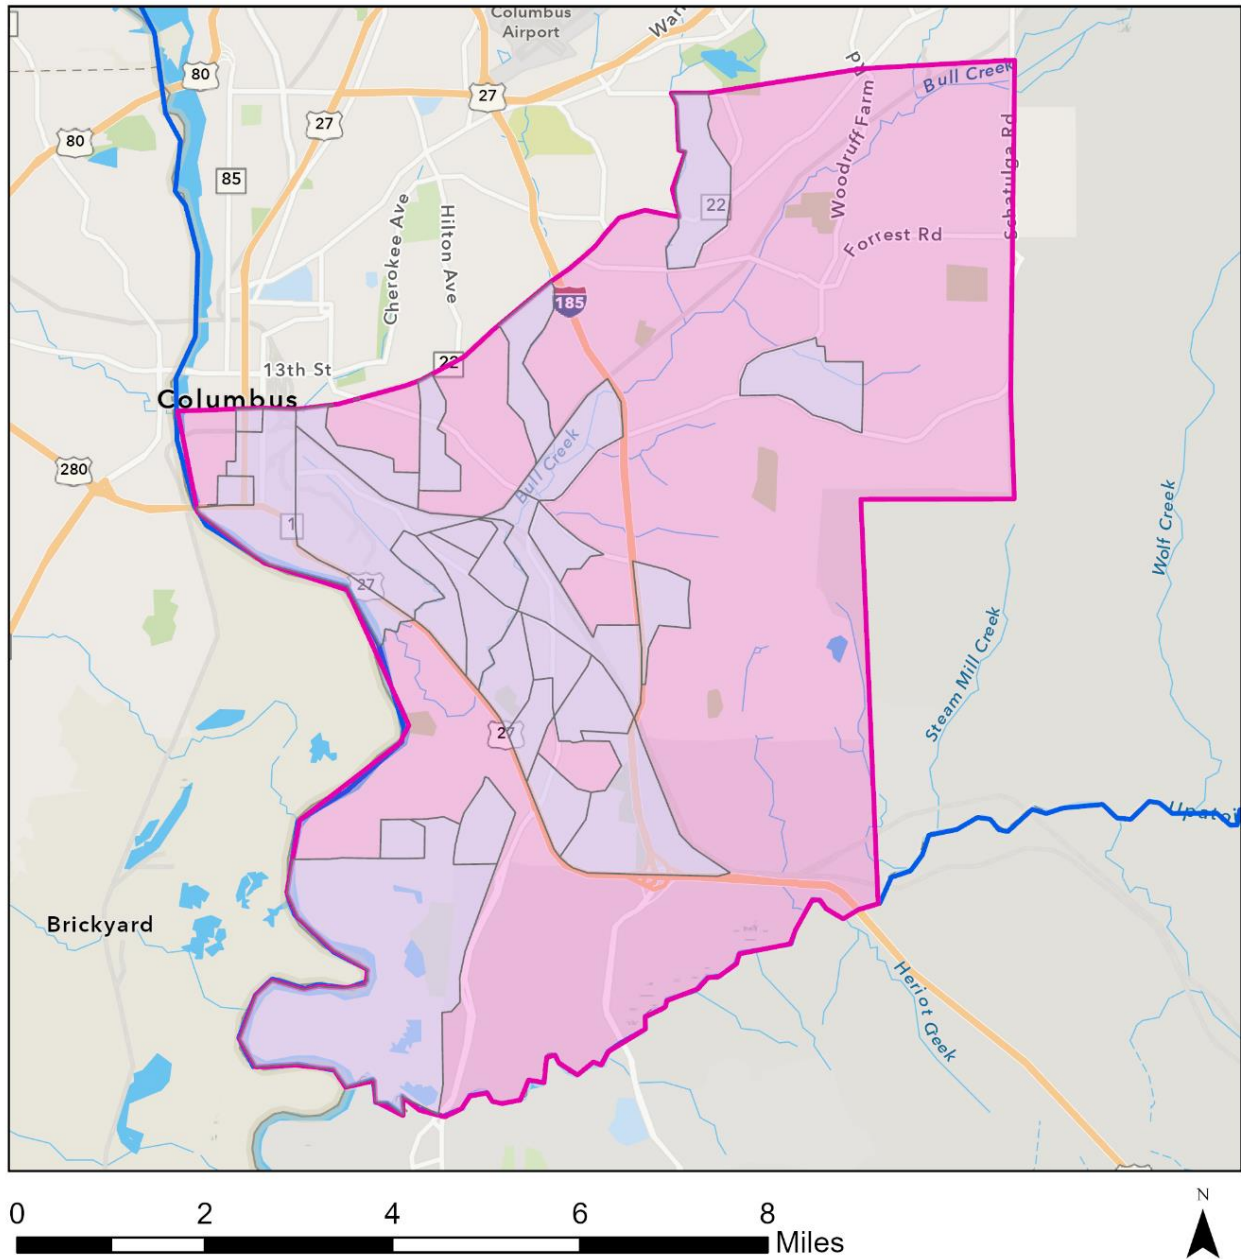 Columbus
Airport
80
27
27
80
85
22
22
185
Cherokee Ave
Hilton Ave
Woodruff Farm Rd
Bull Creek
Schatulga Rd
Forrest Rd
13th St
Columbus
280
Bull Creek
1
27
27
Wolf Creek
Steam Mill Creek
Brickyard
Heriot Creek
0 2 4 6 8
Miles
N